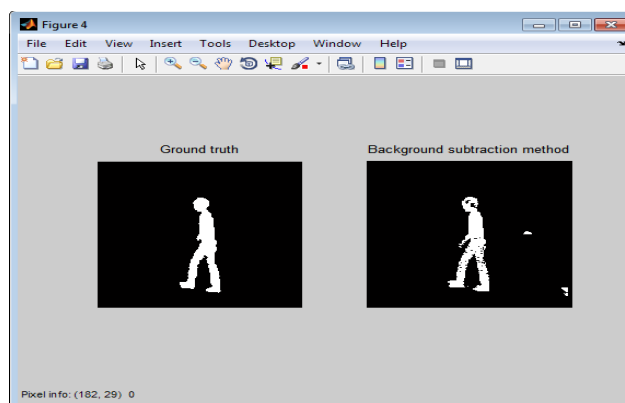 Figure 4
File Edit View Insert Tools Desktop Window Help
Ground truth Background subtraction method
Pixel info: (182, 29) 0